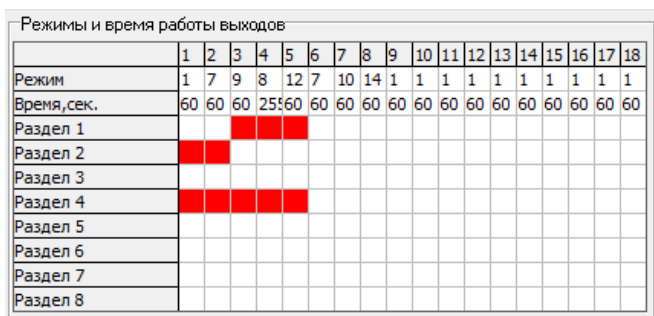 Режимы и время работы выходов
1 2 3 4 5 6 7 8 9 10 11 12 13 14 15 16 17 18
Режим 1 7 9 8 12 7 10 14 1 1 1 1 1 1 1 1 1 1
Время,сек. 60 60 60 255 60 60 60 60 60 60 60 60 60 60 60 60 60 60
Раздел 1
Раздел 2
Раздел 3
Раздел 4
Раздел 5
Раздел 6
Раздел 7
Раздел 8